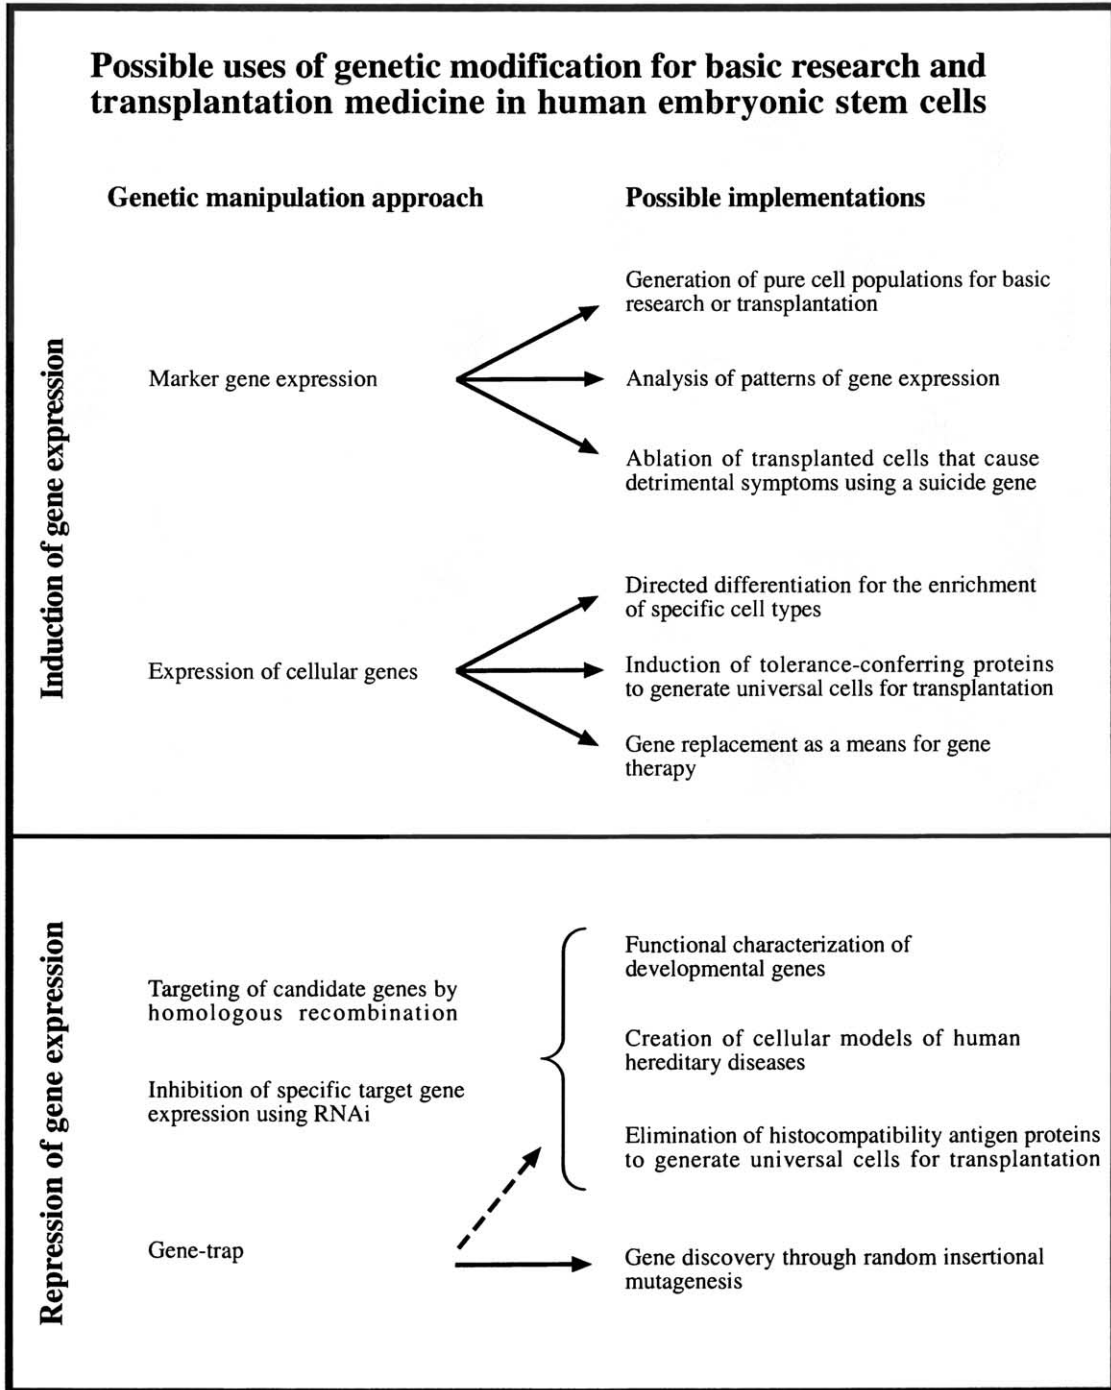 Possible uses of genetic modification for basic research and
transplantation medicine in human embryonic stem cells
Genetic manipulation approach
Possible implementations
Induction of gene expression
Marker gene expression
Generation of pure cell populations for basic
research or transplantation
Analysis of patterns of gene expression
Ablation of transplanted cells that cause
detrimental symptoms using a suicide gene
Expression of cellular genes
Directed differentiation for the enrichment
of specific cell types
Induction of tolerance-conferring proteins
to generate universal cells for transplantation
Gene replacement as a means for gene
therapy
Repression of gene expression
Targeting of candidate genes by
homologous recombination
Inhibition of specific target gene
expression using RNAi
Functional characterization of
developmental genes
Creation of cellular models of human
hereditary diseases
Elimination of histocompatibility antigen proteins
to generate universal cells for transplantation
Gene-trap
Gene discovery through random insertional
mutagenesis